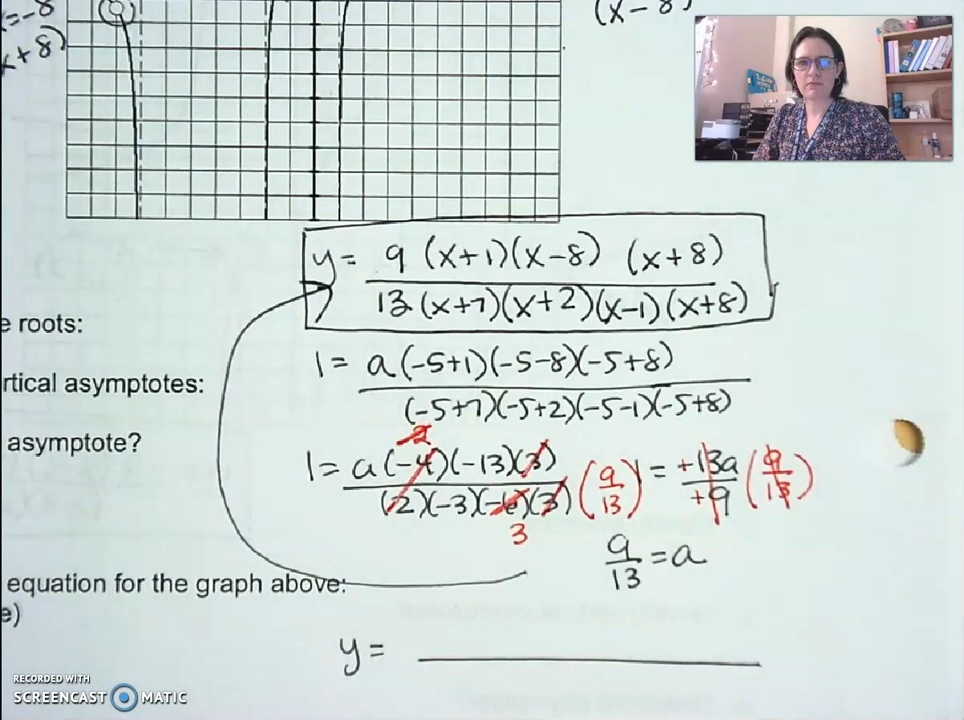 =-8
x+8)
(x-8)
y= 9 (x+1)(x-8) (x+8)
13 (x+7)(x+2)(x-1)(x+8)
e roots:
1= a(-5+1)(-5-8)(-5+8)
rtical asymptotes:
(-5+7)(-5+2)(-5-1)(-5+8)
asymptote?
-2
1= a(-4)(-13)(3)
(2)(-3)(-6)(3)
3
(9/13) 1 = +13a/+9 (9/13)
9/13 = a
equation for the graph above:
e)
y=
RECORDED WITH
SCREENCAST MATIC